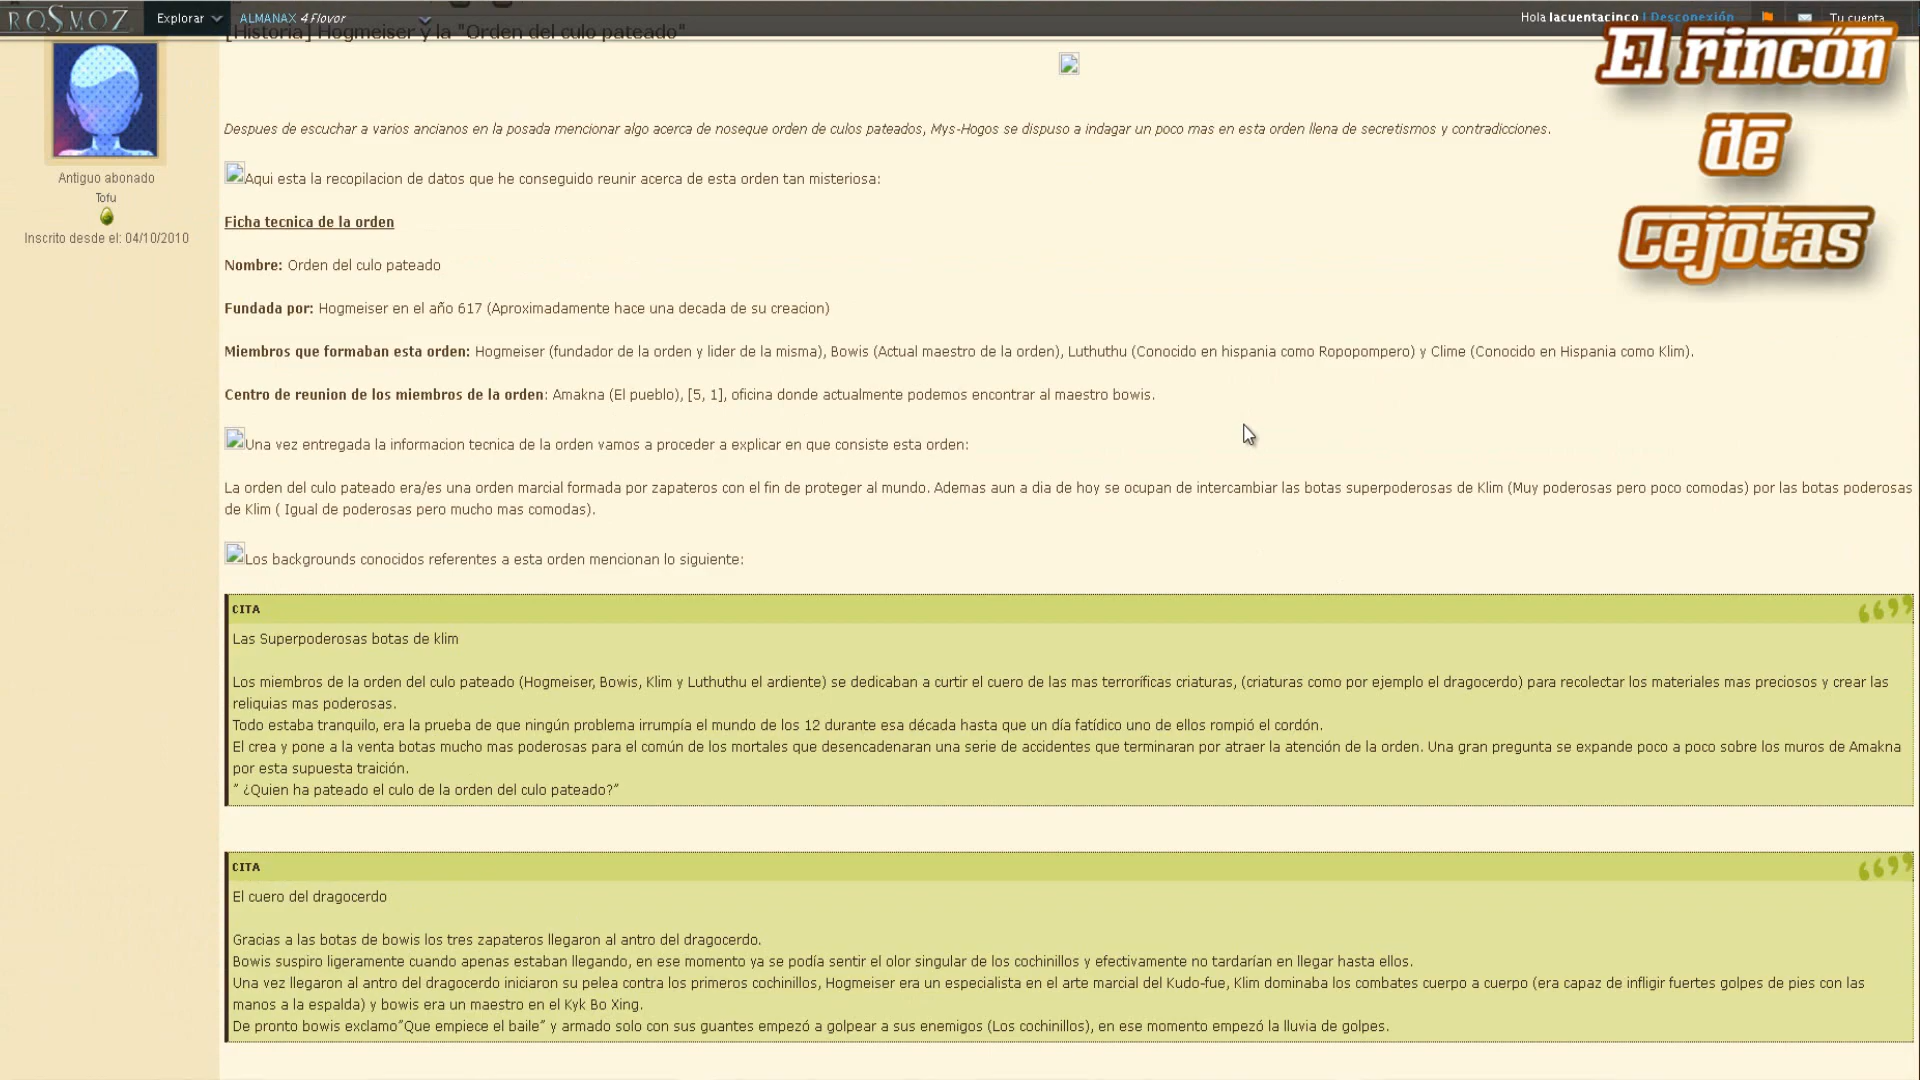 ROSMOZ Explorar ALMANAX 4 Flovor Hola lacuentacinco | Desconexión Tu cuenta
[Historia] Hogmeiser y la "Orden del culo pateado"
El rincón
de
Cejotas
Antiguo abonado
Tofu
Inscrito desde el: 04/10/2010
Despues de escuchar a varios ancianos en la posada mencionar algo acerca de noseque orden de culos pateados, Mys-Hogos se dispuso a indagar un poco mas en esta orden llena de secretismos y contradicciones.
Aqui esta la recopilacion de datos que he conseguido reunir acerca de esta orden tan misteriosa:
Ficha tecnica de la orden
Nombre: Orden del culo pateado
Fundada por: Hogmeiser en el año 617 (Aproximadamente hace una decada de su creacion)
Miembros que formaban esta orden: Hogmeiser (fundador de la orden y lider de la misma), Bowis (Actual maestro de la orden), Luthuthu (Conocido en hispania como Ropopompero) y Clime (Conocido en Hispania como Klim).
Centro de reunion de los miembros de la orden: Amakna (El pueblo), [5, 1], oficina donde actualmente podemos encontrar al maestro bowis.
Una vez entregada la informacion tecnica de la orden vamos a proceder a explicar en que consiste esta orden:
La orden del culo pateado era/es una orden marcial formada por zapateros con el fin de proteger al mundo. Ademas aun a dia de hoy se ocupan de intercambiar las botas superpoderosas de Klim (Muy poderosas pero poco comodas) por las botas poderosas
de Klim ( Igual de poderosas pero mucho mas comodas).
Los backgrounds conocidos referentes a esta orden mencionan lo siguiente:
CITA
Las Superpoderosas botas de klim
Los miembros de la orden del culo pateado (Hogmeiser, Bowis, Klim y Luthuthu el ardiente) se dedicaban a curtir el cuero de las mas terroríficas criaturas, (criaturas como por ejemplo el dragocerdo) para recolectar los materiales mas preciosos y crear las
reliquias mas poderosas.
Todo estaba tranquilo, era la prueba de que ningún problema irrumpía el mundo de los 12 durante esa década hasta que un día fatídico uno de ellos rompió el cordón.
El crea y pone a la venta botas mucho mas poderosas para el común de los mortales que desencadenaran una serie de accidentes que terminaran por atraer la atención de la orden. Una gran pregunta se expande poco a poco sobre los muros de Amakna
por esta supuesta traición.
” ¿Quien ha pateado el culo de la orden del culo pateado?”
CITA
El cuero del dragocerdo
Gracias a las botas de bowis los tres zapateros llegaron al antro del dragocerdo.
Bowis suspiro ligeramente cuando apenas estaban llegando, en ese momento ya se podía sentir el olor singular de los cochinillos y efectivamente no tardarían en llegar hasta ellos.
Una vez llegaron al antro del dragocerdo iniciaron su pelea contra los primeros cochinillos, Hogmeiser era un especialista en el arte marcial del Kudo-fue, Klim dominaba los combates cuerpo a cuerpo (era capaz de infligir fuertes golpes de pies con las
manos a la espalda) y bowis era un maestro en el Kyk Bo Xing.
De pronto bowis exclamo”Que empiece el baile” y armado solo con sus guantes empezó a golpear a sus enemigos (Los cochinillos), en ese momento empezó la lluvia de golpes.